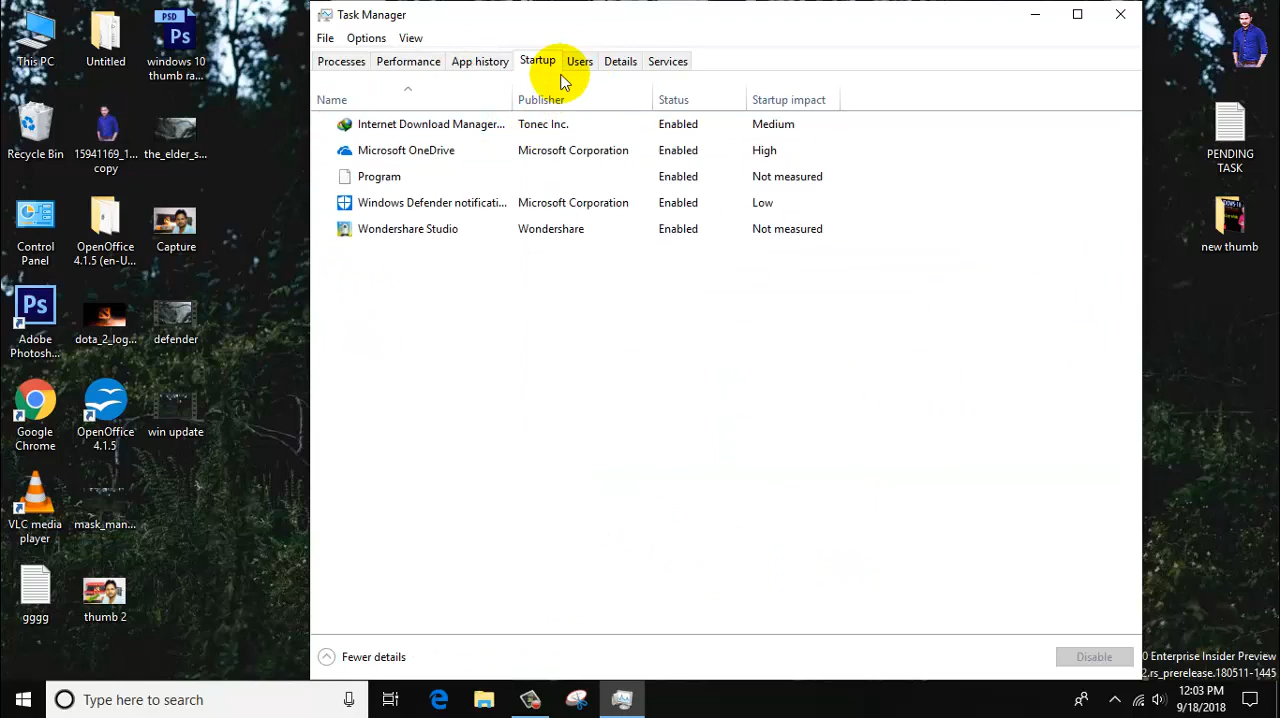 This PC
Untitled
PSD
Ps
windows 10
thumb ra...
Recycle Bin
15941169_1...
copy
the_elder_s...
Control
Panel
OpenOffice
4.1.5 (en-U...
Capture
Ps
Adobe
Photosh...
dota_2_log...
defender
Google
Chrome
OpenOffice
4.1.5
win update
VLC media
player
mask_man...
gggg
thumb 2
Task Manager
File Options View
Processes Performance App history Startup Users Details Services
Name Publisher Status Startup impact
Internet Download Manager... Tonec Inc. Enabled Medium
Microsoft OneDrive Microsoft Corporation Enabled High
Program Enabled Not measured
Windows Defender notificati... Microsoft Corporation Enabled Low
Wondershare Studio Wondershare Enabled Not measured
Fewer details Disable
PENDING
TASK
new thumb
0 Enterprise Insider Preview
2.rs_prerelease.180511-1445
Type here to search
12:03 PM
9/18/2018